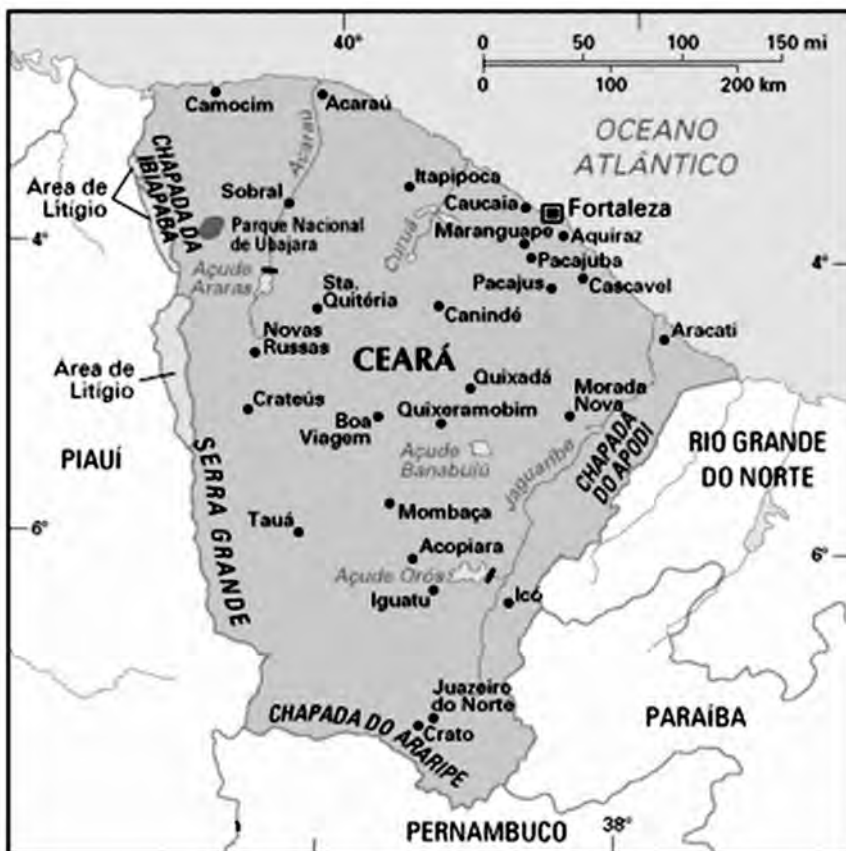 40°
0 50 100 150 mi
0 100 200 km
Camocim
Acaraú
OCEANO
ATLÂNTICO
CHAPADA DA
IBIAPABA
Acaraú
Área de
Litígio
Sobral
Itapipoca
Caucaia
Fortaleza
Parque Nacional
de Ubajara
Maranguape
Aquiraz
4°
Curuá
Pacajuba
4°
Açude
Araras
Sta.
Quitéria
Pacajus
Cascavel
Canindé
Novas
Russas
Aracati
CEARÁ
Área de
Litígio
Quixadá
Crateús
Morada
Nova
Boa
Viagem
Quixeramobim
PIAUÍ
Açude
Banabuiú
Jaguaribe
CHAPADA
DO APODI
RIO GRANDE
DO NORTE
SERRA GRANDE
Mombaça
Tauá
6°
Acopiara
6°
Açude Orós
Iguatu
Icó
Juazeiro
do Norte
CHAPADA DO ARARIPE
Crato
PARAÍBA
PERNAMBUCO
38°